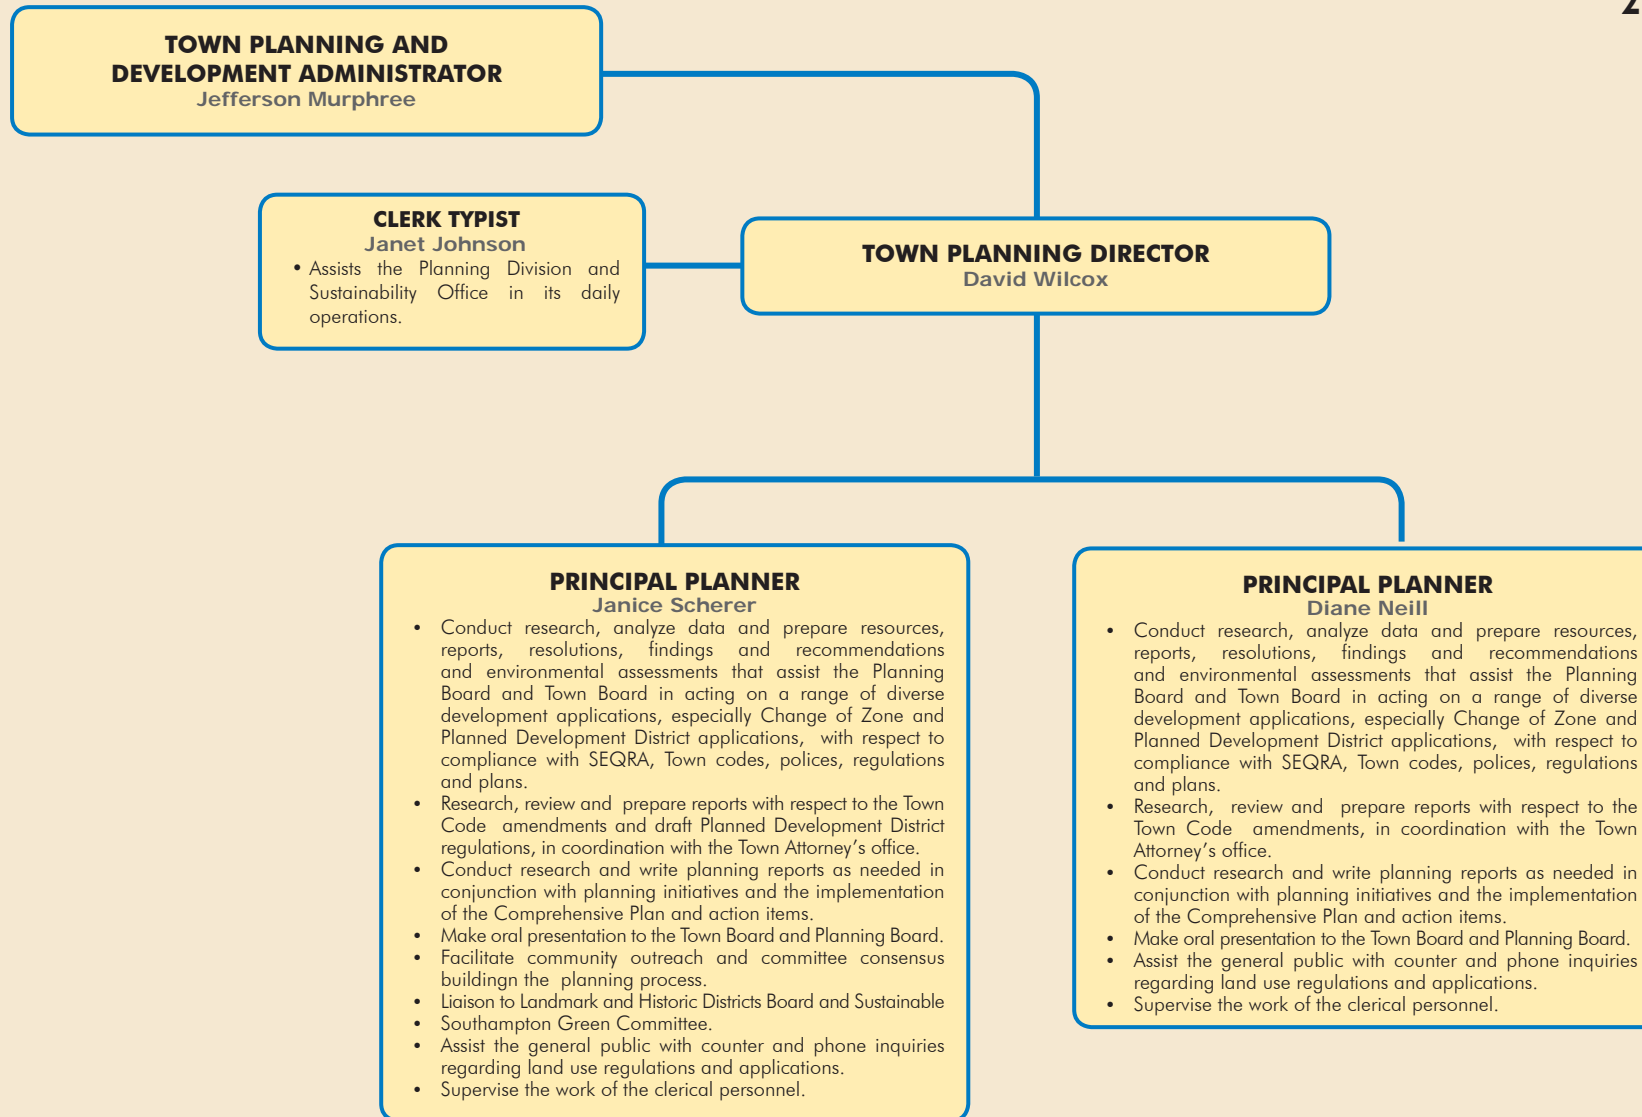 2
TOWN PLANNING AND
DEVELOPMENT ADMINISTRATOR
Jefferson Murphree
CLERK TYPIST
Janet Johnson
• Assists the Planning Division and
Sustainability Office in its daily
operations.
TOWN PLANNING DIRECTOR
David Wilcox
PRINCIPAL PLANNER
Janice Scherer
• Conduct research, analyze data and prepare resources,
reports, resolutions, findings and recommendations
and environmental assessments that assist the Planning
Board and Town Board in acting on a range of diverse
development applications, especially Change of Zone and
Planned Development District applications, with respect to
compliance with SEQRA, Town codes, polices, regulations
and plans.
• Research, review and prepare reports with respect to the Town
Code amendments and draft Planned Development District
regulations, in coordination with the Town Attorney's office.
• Conduct research and write planning reports as needed in
conjunction with planning initiatives and the implementation
of the Comprehensive Plan and action items.
• Make oral presentation to the Town Board and Planning Board.
• Facilitate community outreach and committee consensus
buildingn the planning process.
• Liaison to Landmark and Historic Districts Board and Sustainable
• Southampton Green Committee.
• Assist the general public with counter and phone inquiries
regarding land use regulations and applications.
• Supervise the work of the clerical personnel.
PRINCIPAL PLANNER
Diane Neill
• Conduct research, analyze data and prepare resources,
reports, resolutions, findings and recommendations
and environmental assessments that assist the Planning
Board and Town Board in acting on a range of diverse
development applications, especially Change of Zone and
Planned Development District applications, with respect to
compliance with SEQRA, Town codes, polices, regulations
and plans.
• Research, review and prepare reports with respect to the
Town Code amendments, in coordination with the Town
Attorney's office.
• Conduct research and write planning reports as needed in
conjunction with planning initiatives and the implementation
of the Comprehensive Plan and action items.
• Make oral presentation to the Town Board and Planning Board.
• Assist the general public with counter and phone inquiries
regarding land use regulations and applications.
• Supervise the work of the clerical personnel.